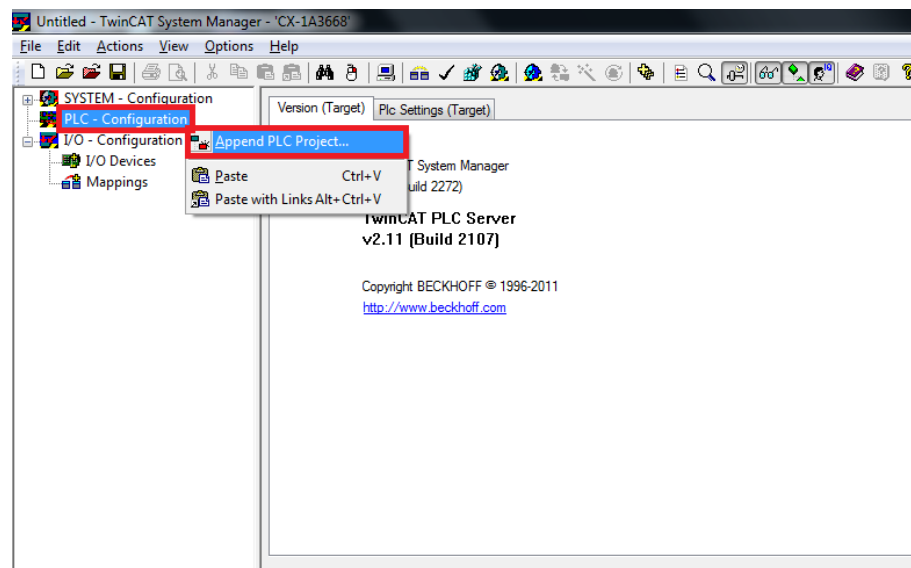 Untitled - TwinCAT System Manager - 'CX-1A3668'
File Edit Actions View Options Help
SYSTEM - Configuration
PLC - Configuration
I/O - Configuration
I/O Devices
Mappings
Append PLC Project...
Paste Ctrl+V
Paste with Links Alt+Ctrl+V
Version (Target) Plc Settings (Target)
System Manager
2272)
TwinCAT PLC Server
v2.11 (Build 2107)
Copyright BECKHOFF © 1996-2011
http://www.beckhoff.com